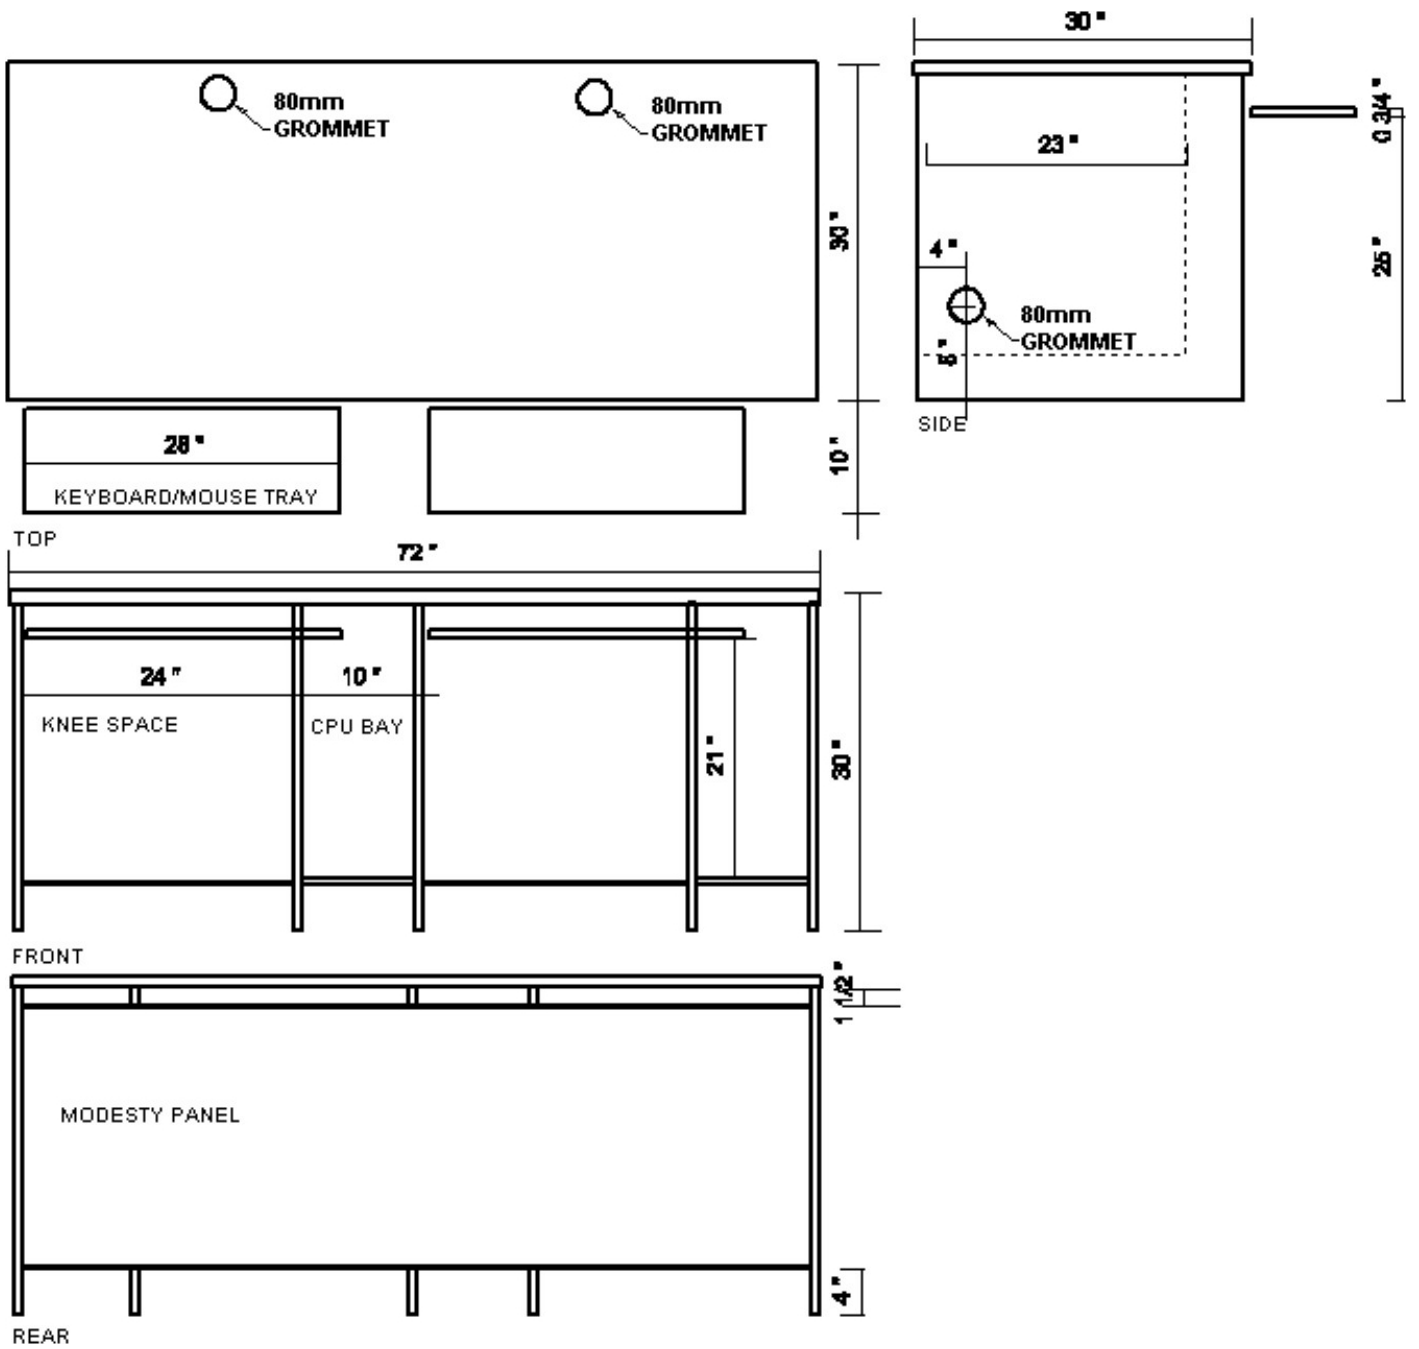 30 "
80mm
GROMMET
80mm
GROMMET
30 "
10 "
28 "
KEYBOARD/MOUSE TRAY
TOP
0 3/4 "
23 "
25 "
4 "
80mm
GROMMET
SIDE
72 "
24 "
10 "
KNEE SPACE
CPU BAY
21 "
30 "
FRONT
1 1/2 "
MODESTY PANEL
4 "
REAR